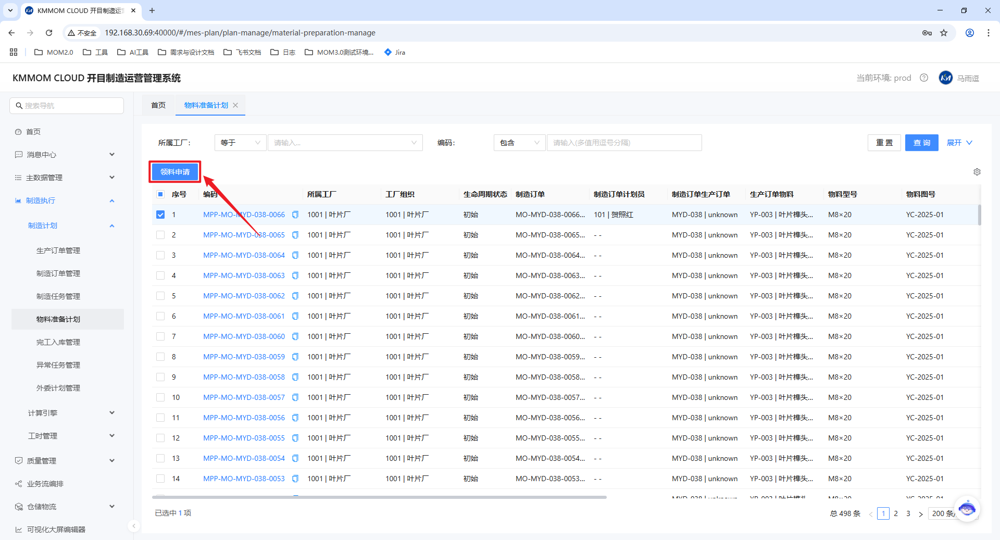 KMMOM CLOUD 开目制造运营
不安全 192.168.30.69:40000/#/mes-plan/plan-manage/material-preparation-manage
MOM2.0 工具 AI工具 需求与设计文档 飞书文档 日志 MOM3.0测试环境... Jira
KMMOM CLOUD 开目制造运营管理系统 当前环境: prod 马雨逗
搜索导航
首页
消息中心
主数据管理
制造执行
制造计划
生产订单管理
制造订单管理
制造任务管理
物料准备计划
完工入库管理
异常任务管理
外委计划管理
计算引擎
工时管理
质量管理
业务流编排
仓储物流
可视化大屏编辑器
首页 物料准备计划
所属工厂: 等于 请输入... 编码: 包含 请输入(多值用逗号分隔) 重置 查询 展开
领料申请
序号 编码 所属工厂 工厂组织 生命周期状态 制造订单 制造订单计划员 制造订单生产订单 生产订单物料 物料型号 物料图号
1 MPP-MO-MYD-038-0066 1001 | 叶片厂 1001 | 叶片厂 初始 MO-MYD-038-0066... 101 | 贺照红 MYD-038 | unknown YP-003 | 叶片榫头... M8×20 YC-2025-01
2 MPP-MO-MYD-038-0065 1001 | 叶片厂 1001 | 叶片厂 初始 MO-MYD-038-0065... - - MYD-038 | unknown YP-003 | 叶片榫头... M8×20 YC-2025-01
3 MPP-MO-MYD-038-0064 1001 | 叶片厂 1001 | 叶片厂 初始 MO-MYD-038-0064... - - MYD-038 | unknown YP-003 | 叶片榫头... M8×20 YC-2025-01
4 MPP-MO-MYD-038-0063 1001 | 叶片厂 1001 | 叶片厂 初始 MO-MYD-038-0063... - - MYD-038 | unknown YP-003 | 叶片榫头... M8×20 YC-2025-01
5 MPP-MO-MYD-038-0062 1001 | 叶片厂 1001 | 叶片厂 初始 MO-MYD-038-0062... - - MYD-038 | unknown YP-003 | 叶片榫头... M8×20 YC-2025-01
6 MPP-MO-MYD-038-0061 1001 | 叶片厂 1001 | 叶片厂 初始 MO-MYD-038-0061... - - MYD-038 | unknown YP-003 | 叶片榫头... M8×20 YC-2025-01
7 MPP-MO-MYD-038-0060 1001 | 叶片厂 1001 | 叶片厂 初始 MO-MYD-038-0060... - - MYD-038 | unknown YP-003 | 叶片榫头... M8×20 YC-2025-01
8 MPP-MO-MYD-038-0059 1001 | 叶片厂 1001 | 叶片厂 初始 MO-MYD-038-0059... - - MYD-038 | unknown YP-003 | 叶片榫头... M8×20 YC-2025-01
9 MPP-MO-MYD-038-0058 1001 | 叶片厂 1001 | 叶片厂 初始 MO-MYD-038-0058... - - MYD-038 | unknown YP-003 | 叶片榫头... M8×20 YC-2025-01
10 MPP-MO-MYD-038-0057 1001 | 叶片厂 1001 | 叶片厂 初始 MO-MYD-038-0057... - - MYD-038 | unknown YP-003 | 叶片榫头... M8×20 YC-2025-01
11 MPP-MO-MYD-038-0056 1001 | 叶片厂 1001 | 叶片厂 初始 MO-MYD-038-0056... - - MYD-038 | unknown YP-003 | 叶片榫头... M8×20 YC-2025-01
12 MPP-MO-MYD-038-0055 1001 | 叶片厂 1001 | 叶片厂 初始 MO-MYD-038-0055... - - MYD-038 | unknown YP-003 | 叶片榫头... M8×20 YC-2025-01
13 MPP-MO-MYD-038-0054 1001 | 叶片厂 1001 | 叶片厂 初始 MO-MYD-038-0054... - - MYD-038 | unknown YP-003 | 叶片榫头... M8×20 YC-2025-01
14 MPP-MO-MYD-038-0053 1001 | 叶片厂 1001 | 叶片厂 初始 MO-MYD-038-0053... - - MYD-038 | unknown YP-003 | 叶片榫头... M8×20 YC-2025-01
已选中 1 项 总 498 条 1 2 3 200 条/